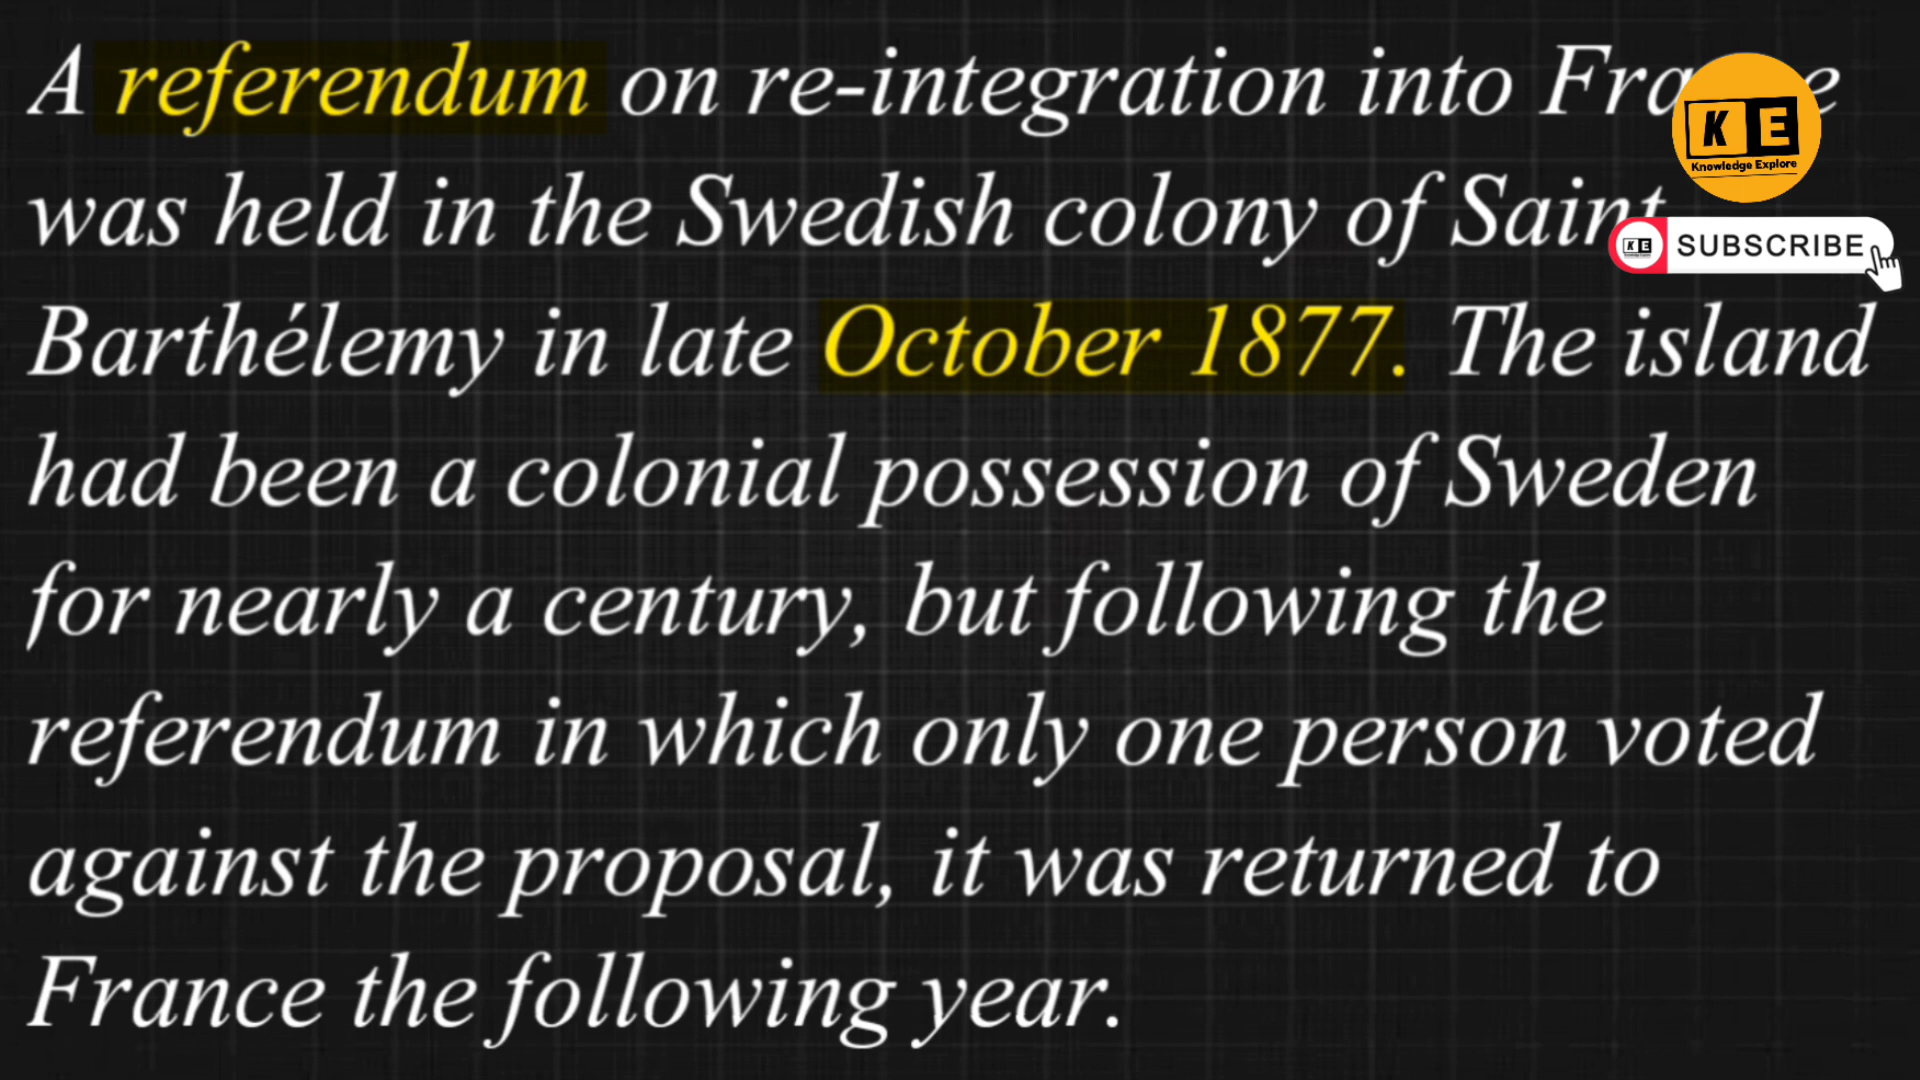 A referendum on re-integration into France
was held in the Swedish colony of Saint
Barthélemy in late October 1877. The island
had been a colonial possession of Sweden
for nearly a century, but following the
referendum in which only one person voted
against the proposal, it was returned to
France the following year.
K E
Knowledge Explore
K E
SUBSCRIBE